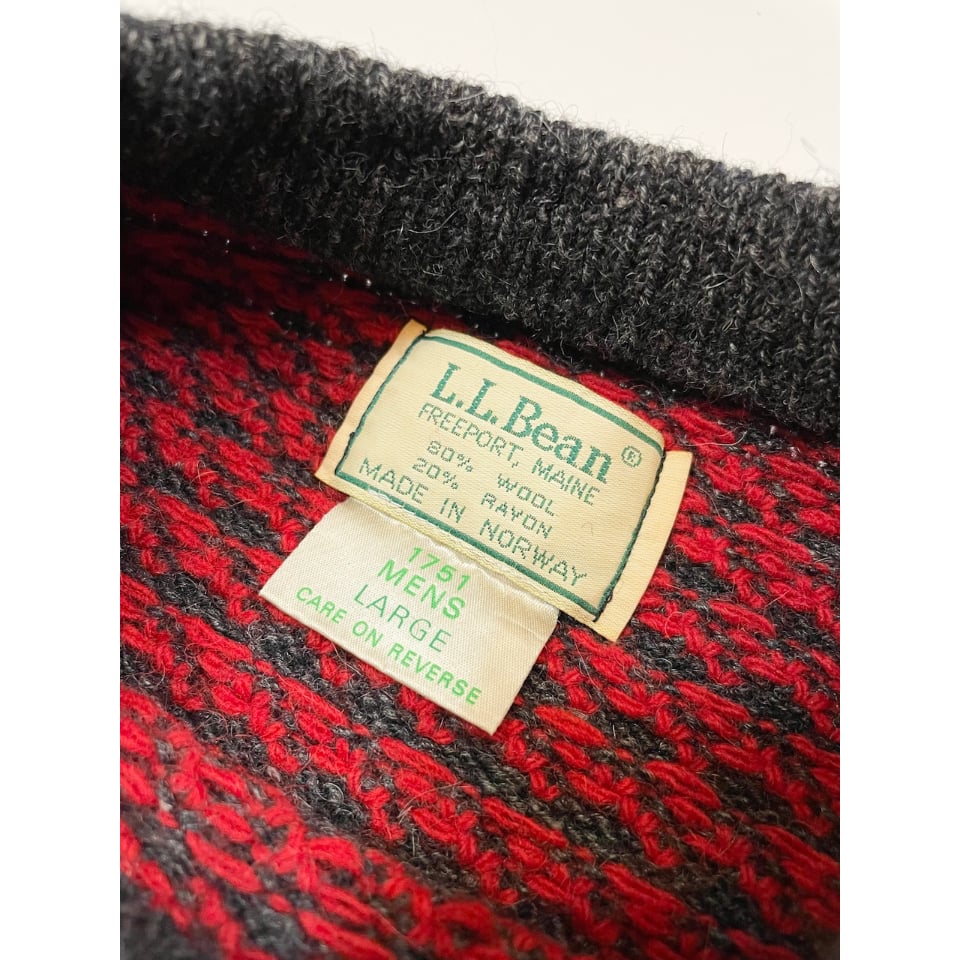 L.L.Bean®
FREEPORT, MAINE
80% WOOL
20% RAYON
MADE IN NORWAY
1751
MENS
LARGE
CARE ON REVERSE